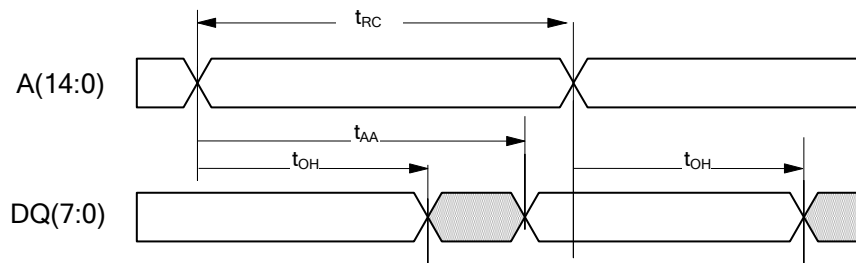 tRC
A(14:0)
tAA
tOH
tOH
DQ(7:0)